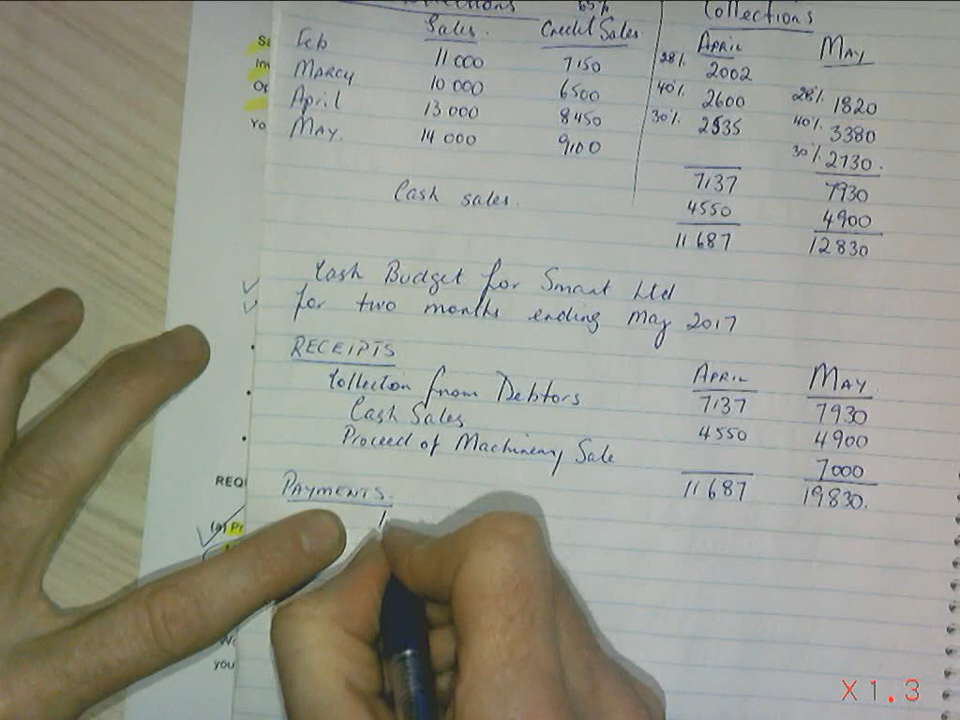 65%
Collections
Sales. Credit Sales. APRIL MAY
Feb 11 000 7150 28% 2002
MARCH 10 000 6500 40% 2600 28% 1820
April 13 000 8450 30% 2535 40% 3380
MAY. 14 000 9100 30% 2730.
7137 7930
Cash sales. 4550 4900
11 687 12830
Cash Budget for Smart Ltd
for two months ending May 2017
RECEIPTS APRIL MAY.
Collection from Debtors 7137 7930
Cash Sales 4550 4900
Proceed of Machinery Sale 7000
11 687 19830.
PAYMENTS.
REQ
(a) Pr
YOU
X1.3